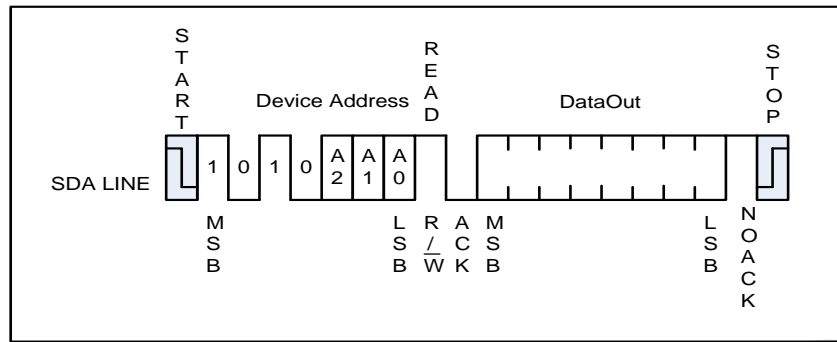 START
READ
STOP
Device Address
DataOut
SDA LINE
1 0 1 0 A2 A1 A0
MSB
LSB
R/W̅
ACK
MSB
LSB
NOACK